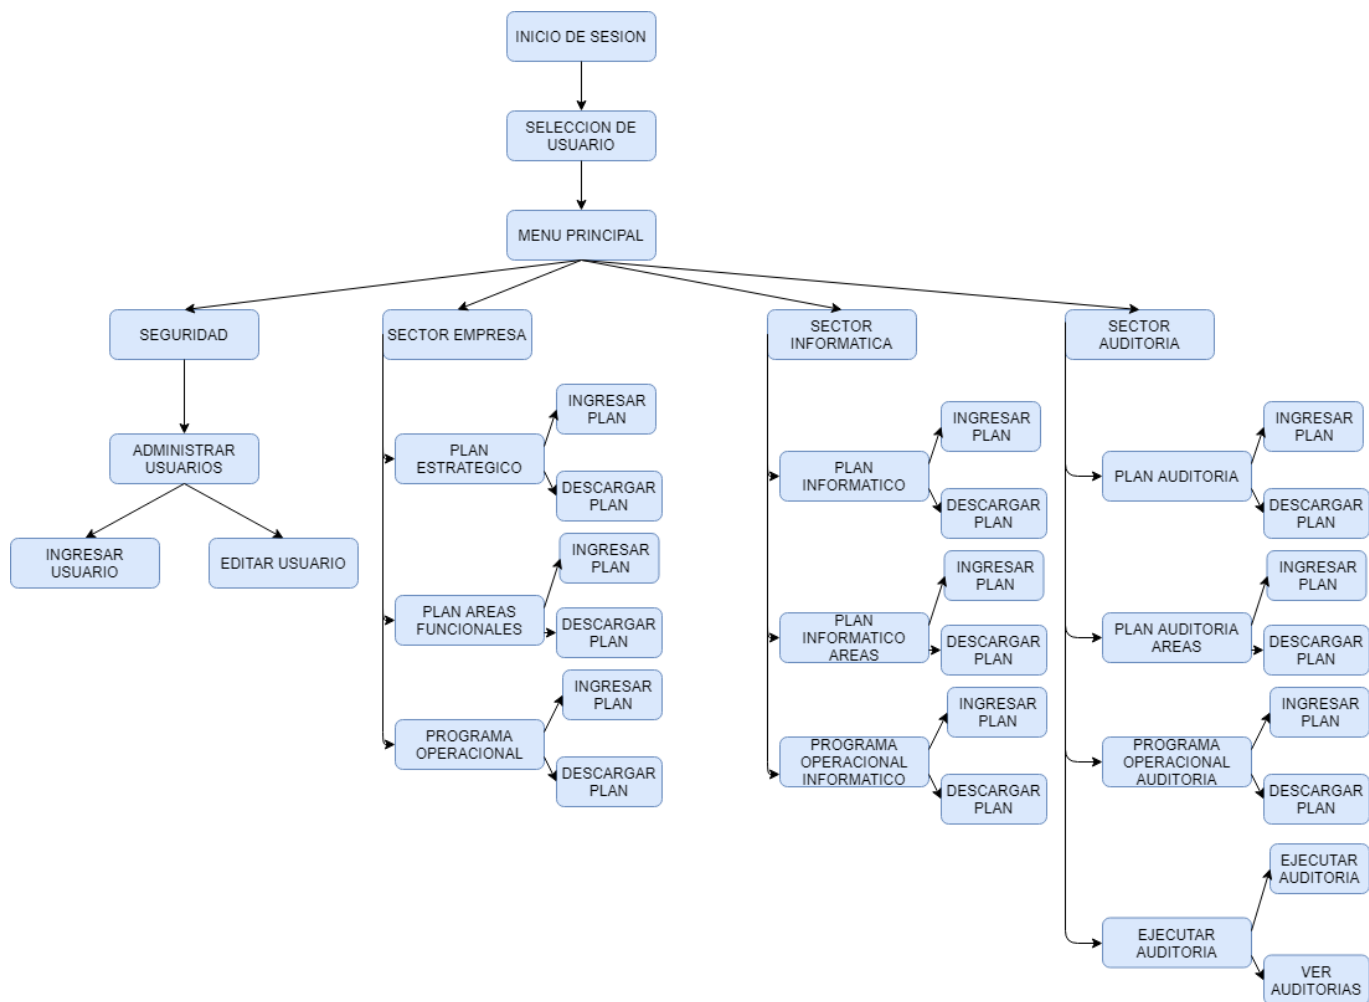 INICIO DE SESION
SELECCION DE
USUARIO
MENU PRINCIPAL
SEGURIDAD
SECTOR EMPRESA
SECTOR
INFORMATICA
SECTOR
AUDITORIA
ADMINISTRAR
USUARIOS
INGRESAR
USUARIO
EDITAR USUARIO
PLAN
ESTRATEGICO
INGRESAR
PLAN
DESCARGAR
PLAN
PLAN AREAS
FUNCIONALES
INGRESAR
PLAN
DESCARGAR
PLAN
PROGRAMA
OPERACIONAL
INGRESAR
PLAN
DESCARGAR
PLAN
PLAN
INFORMATICO
INGRESAR
PLAN
DESCARGAR
PLAN
PLAN
INFORMATICO
AREAS
INGRESAR
PLAN
DESCARGAR
PLAN
PROGRAMA
OPERACIONAL
INFORMATICO
INGRESAR
PLAN
DESCARGAR
PLAN
PLAN AUDITORIA
INGRESAR
PLAN
DESCARGAR
PLAN
PLAN AUDITORIA
AREAS
INGRESAR
PLAN
DESCARGAR
PLAN
PROGRAMA
OPERACIONAL
AUDITORIA
INGRESAR
PLAN
DESCARGAR
PLAN
EJECUTAR
AUDITORIA
EJECUTAR
AUDITORIA
VER
AUDITORIAS